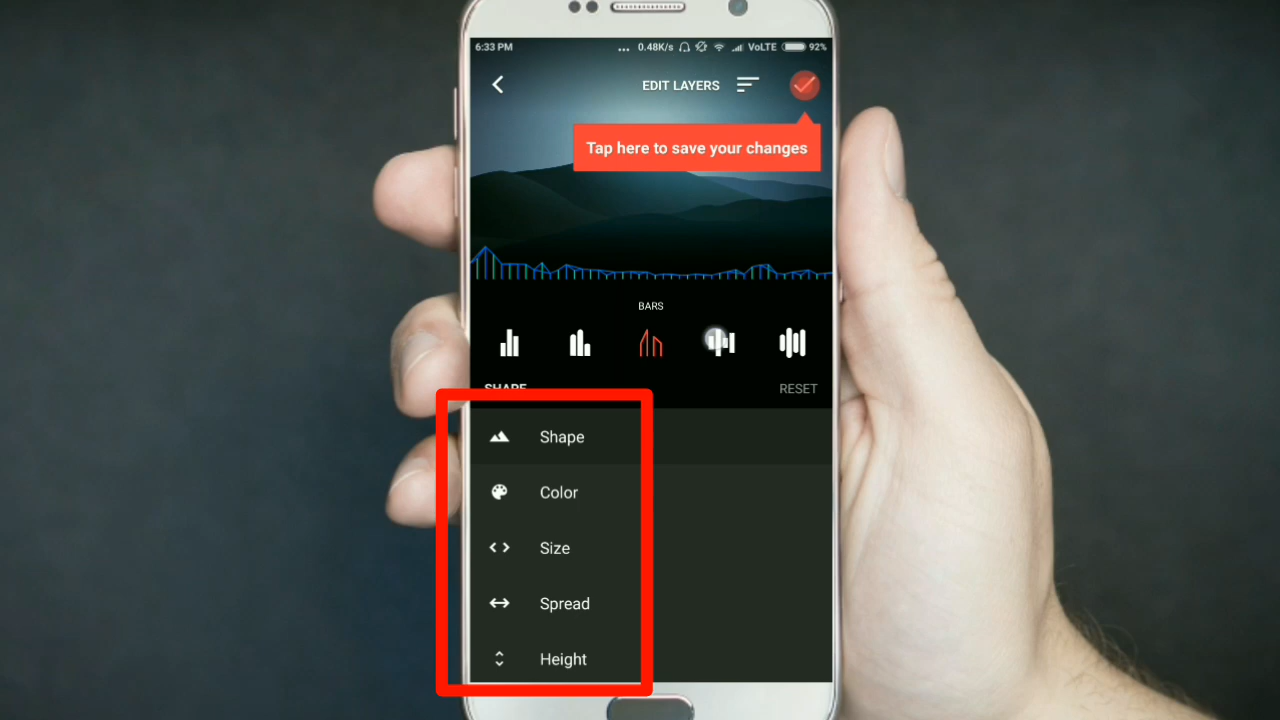 6:33 PM ... 0.48K/s VoLTE 92%
EDIT LAYERS
Tap here to save your changes
BARS
SHAPE RESET
Shape
Color
Size
Spread
Height